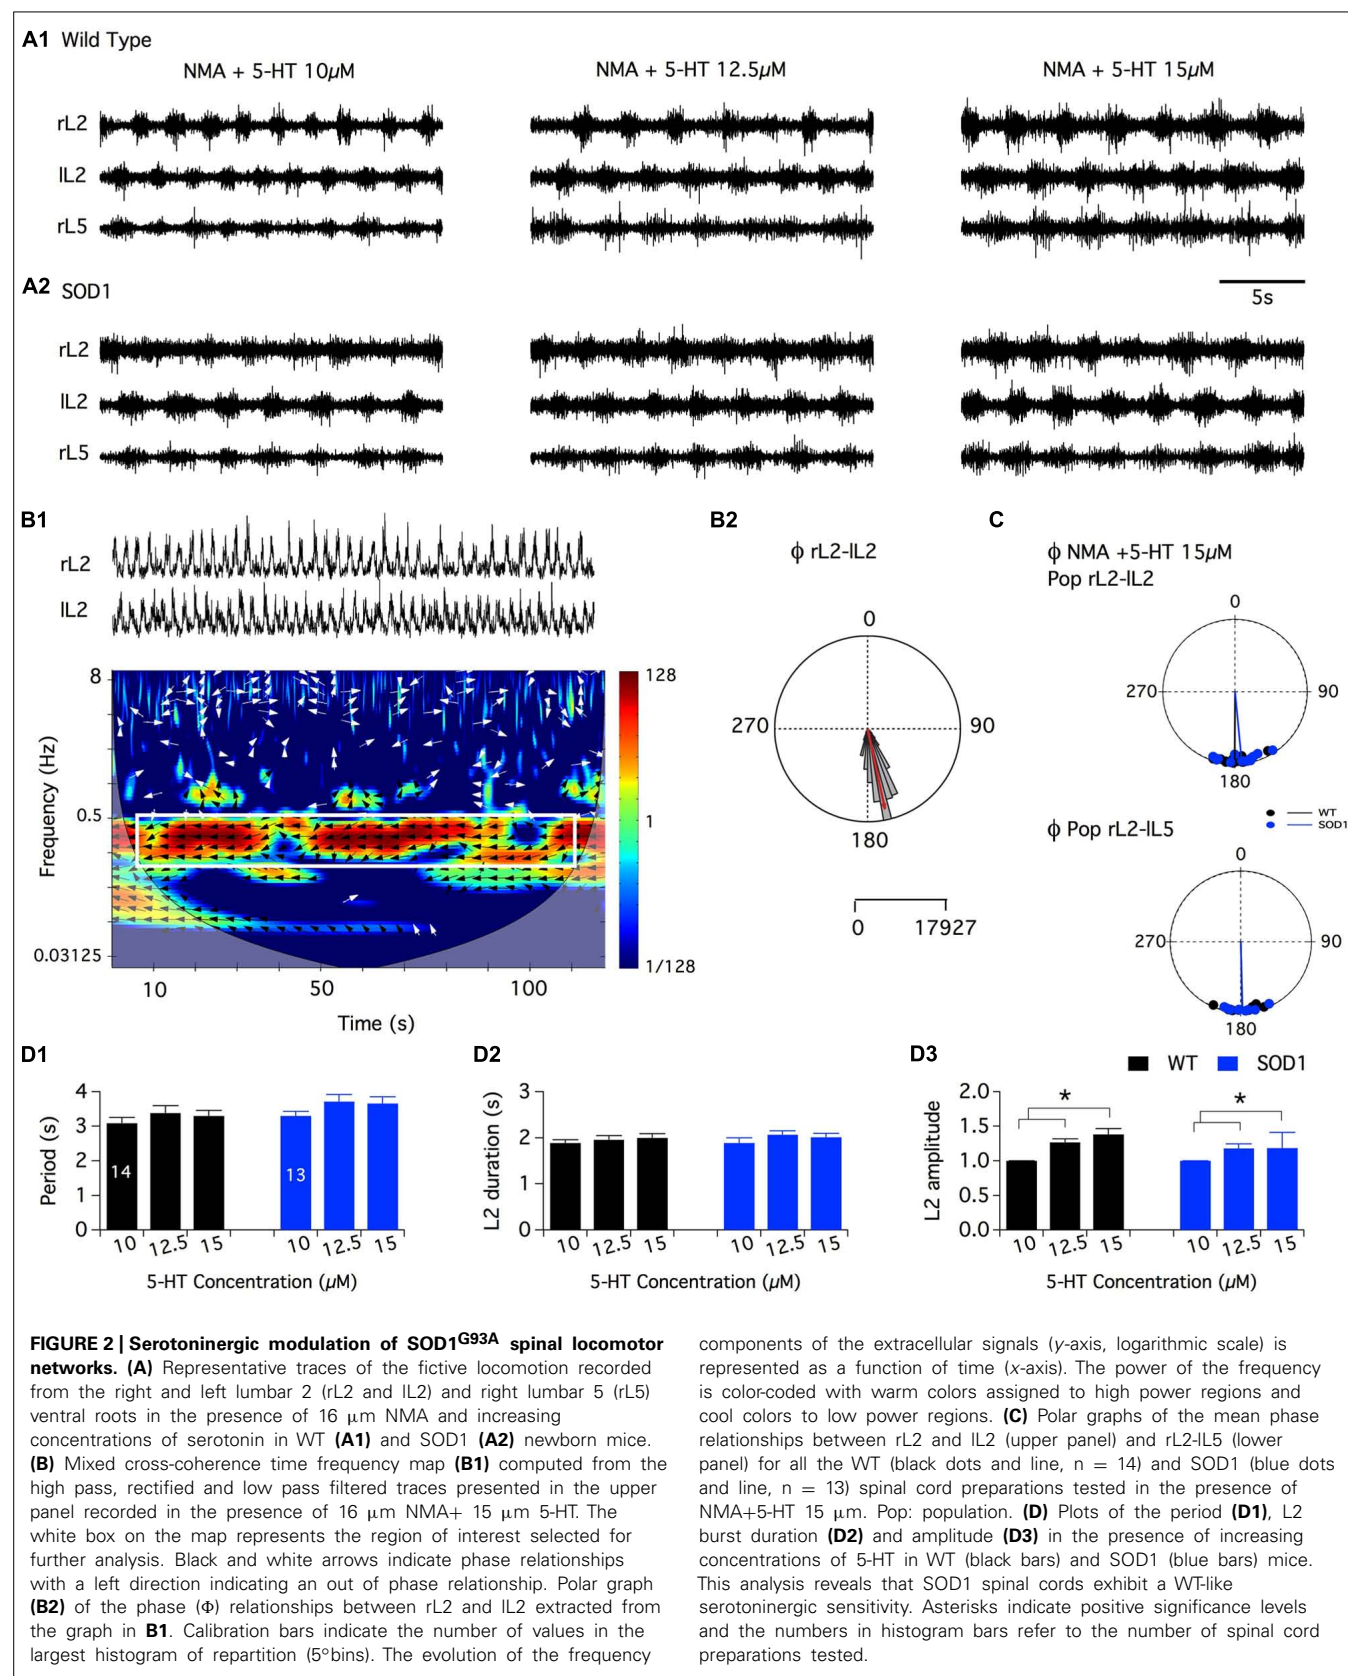 A1 Wild Type
NMA + 5-HT 10µM
NMA + 5-HT 12.5µM
NMA + 5-HT 15µM
rL2
lL2
rL5
A2 SOD1
5s
rL2
lL2
rL5
B1
rL2
lL2
8
0.5
0.03125
Frequency (Hz)
10
50
100
Time (s)
128
1
1/128
B2
ϕ rL2-lL2
0
270
90
180
0
17927
C
ϕ NMA +5-HT 15µM
Pop rL2-lL2
0
270
90
180
WT
SOD1
ϕ Pop rL2-lL5
0
270
90
180
D1
4
3
2
1
0
Period (s)
14
13
10 12.5 15
10 12.5 15
5-HT Concentration (µM)
D2
3
2
1
0
L2 duration (s)
10 12.5 15
10 12.5 15
5-HT Concentration (µM)
D3
WT
SOD1
2.0
1.5
1.0
0.5
0.0
L2 amplitude
*
*
10 12.5 15
10 12.5 15
5-HT Concentration (µM)
FIGURE 2 | Serotoninergic modulation of SOD1G93A spinal locomotor
networks. (A) Representative traces of the fictive locomotion recorded
from the right and left lumbar 2 (rL2 and lL2) and right lumbar 5 (rL5)
ventral roots in the presence of 16 µm NMA and increasing
concentrations of serotonin in WT (A1) and SOD1 (A2) newborn mice.
(B) Mixed cross-coherence time frequency map (B1) computed from the
high pass, rectified and low pass filtered traces presented in the upper
panel recorded in the presence of 16 µm NMA+ 15 µm 5-HT. The
white box on the map represents the region of interest selected for
further analysis. Black and white arrows indicate phase relationships
with a left direction indicating an out of phase relationship. Polar graph
(B2) of the phase (Φ) relationships between rL2 and lL2 extracted from
the graph in B1. Calibration bars indicate the number of values in the
largest histogram of repartition (5°bins). The evolution of the frequency
components of the extracellular signals (y-axis, logarithmic scale) is
represented as a function of time (x-axis). The power of the frequency
is color-coded with warm colors assigned to high power regions and
cool colors to low power regions. (C) Polar graphs of the mean phase
relationships between rL2 and lL2 (upper panel) and rL2-lL5 (lower
panel) for all the WT (black dots and line, n = 14) and SOD1 (blue dots
and line, n = 13) spinal cord preparations tested in the presence of
NMA+5-HT 15 µm. Pop: population. (D) Plots of the period (D1), L2
burst duration (D2) and amplitude (D3) in the presence of increasing
concentrations of 5-HT in WT (black bars) and SOD1 (blue bars) mice.
This analysis reveals that SOD1 spinal cords exhibit a WT-like
serotoninergic sensitivity. Asterisks indicate positive significance levels
and the numbers in histogram bars refer to the number of spinal cord
preparations tested.